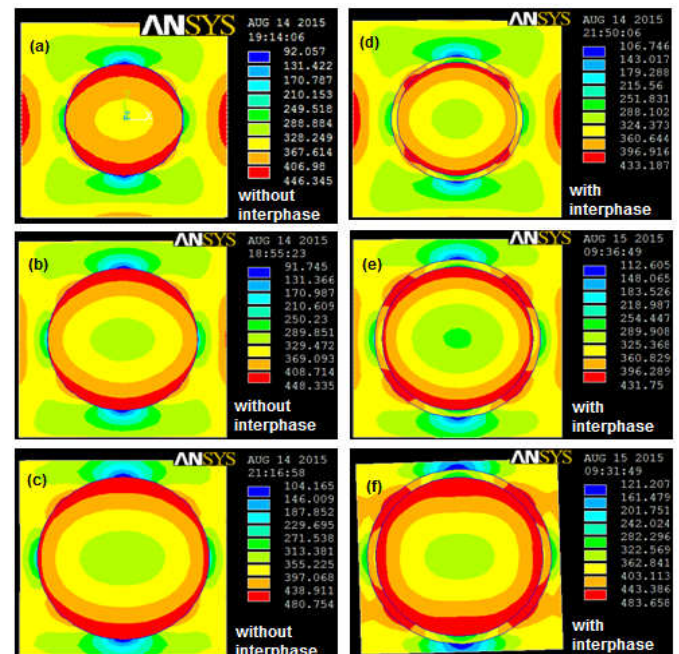 ANSYS
(a)
AUG 14 2015
19:14:06
92.057
131.422
170.787
210.153
249.518
288.884
328.249
367.614
406.98
446.345
without
interphase
Z
X
ANSYS
(d)
AUG 14 2015
21:50:06
106.746
143.017
179.288
215.56
251.831
288.102
324.373
360.644
396.916
433.187
with
interphase
ANSYS
(b)
AUG 14 2015
18:55:23
91.745
131.366
170.987
210.609
250.23
289.851
329.472
369.093
408.714
448.335
without
interphase
ANSYS
(e)
AUG 15 2015
09:36:49
112.605
148.065
183.526
218.987
254.447
289.908
325.368
360.829
396.289
431.75
with
interphase
ANSYS
(c)
AUG 14 2015
21:16:58
104.165
146.009
187.852
229.695
271.538
313.381
355.225
397.068
438.911
480.754
without
interphase
ANSYS
(f)
AUG 15 2015
09:31:49
121.207
161.479
201.751
242.024
282.296
322.569
362.841
403.113
443.386
483.658
with
interphase